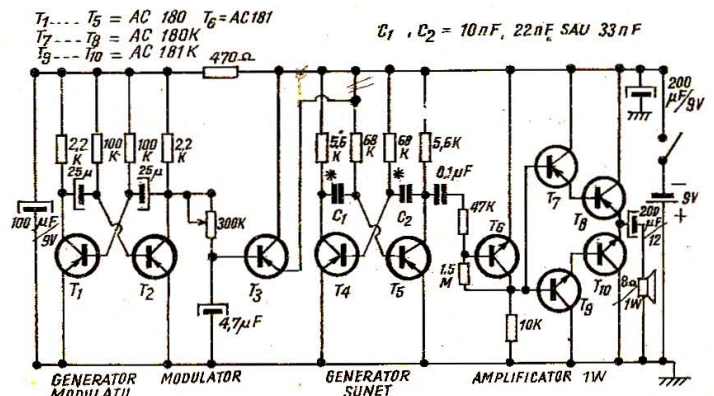 T1.... T5 = AC 180 T6 = AC181
T7--- T8 = AC 180K
T9--- T10 = AC 181K
C1 , C2 = 10nF, 22nF SAU 33nF
470Ω
200 µF/9V
2,2 K
100 K
100 K
2,2 K
25µ
25µ
5,6 K
68 K
68 K
5,6K
* C1
* C2
0,1µF
47K
1,5 M
300K
100 µF 9V
4,7µF
10K
T1
T2
T3
T4
T5
T6
T7
T8
T9
T10
− 9V +
200 µF 12
8Ω 1W
GENERATOR MODULATOR
GENERATOR
AMPLIFICATOR 1W
SUNET